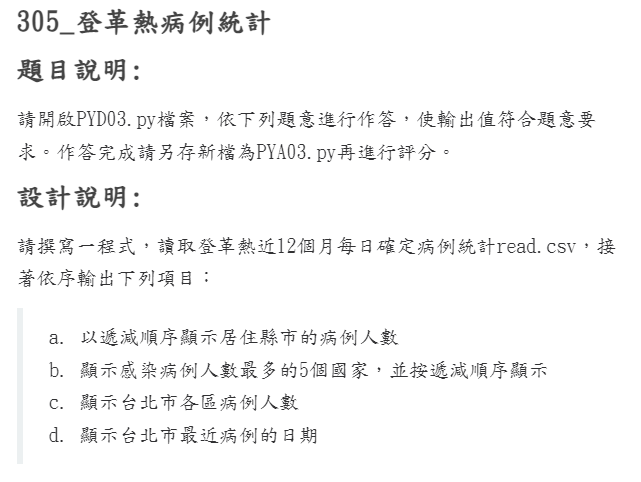 305_登革熱病例統計
題目說明:
請開啟PYD03.py檔案，依下列題意進行作答，使輸出值符合題意要
求。作答完成請另存新檔為PYA03.py再進行評分。
設計說明:
請撰寫一程式，讀取登革熱近12個月每日確定病例統計read.csv，接
著依序輸出下列項目：
a. 以遞減順序顯示居住縣市的病例人數
b. 顯示感染病例人數最多的5個國家，並按遞減順序顯示
c. 顯示台北市各區病例人數
d. 顯示台北市最近病例的日期